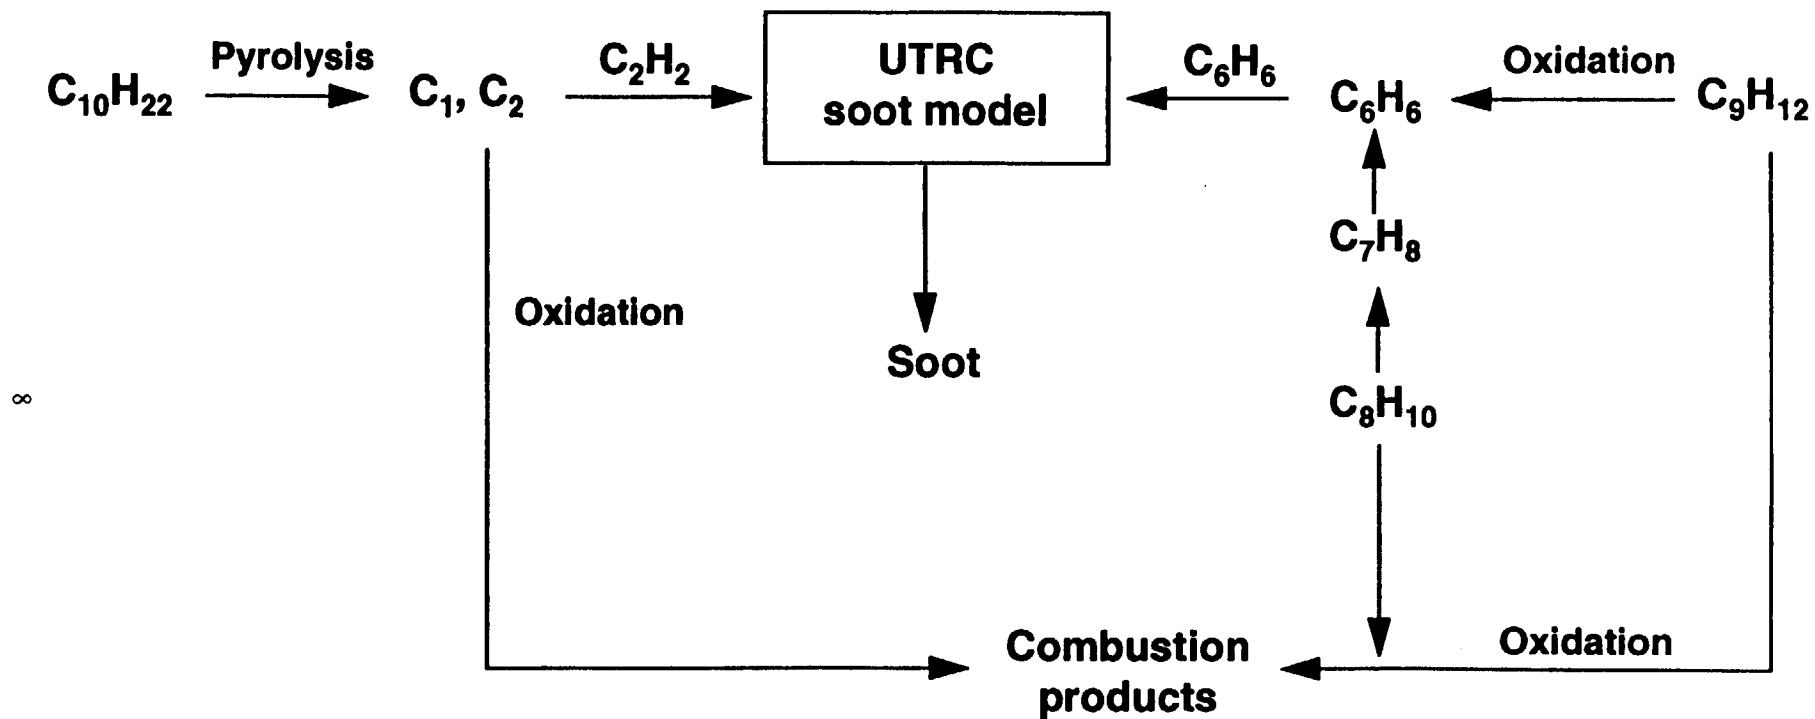 Pyrolysis
C₁₀H₂₂
C₁, C₂
C₂H₂
UTRC
soot model
C₆H₆
C₆H₆
Oxidation
C₉H₁₂
C₇H₈
Oxidation
Soot
∞
C₈H₁₀
Combustion
products
Oxidation